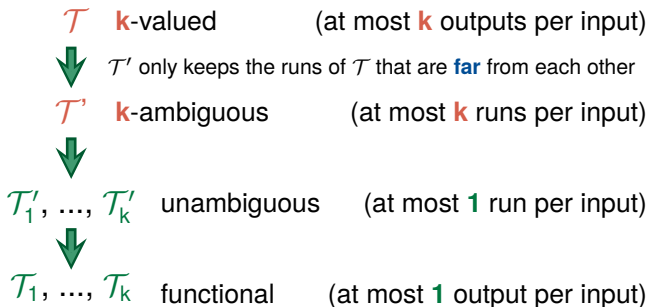 𝒯 k-valued (at most k outputs per input)
𝒯′ only keeps the runs of 𝒯 that are far from each other
𝒯' k-ambiguous (at most k runs per input)
𝒯′₁, ..., 𝒯′ₖ unambiguous (at most 1 run per input)
𝒯₁, ..., 𝒯ₖ functional (at most 1 output per input)